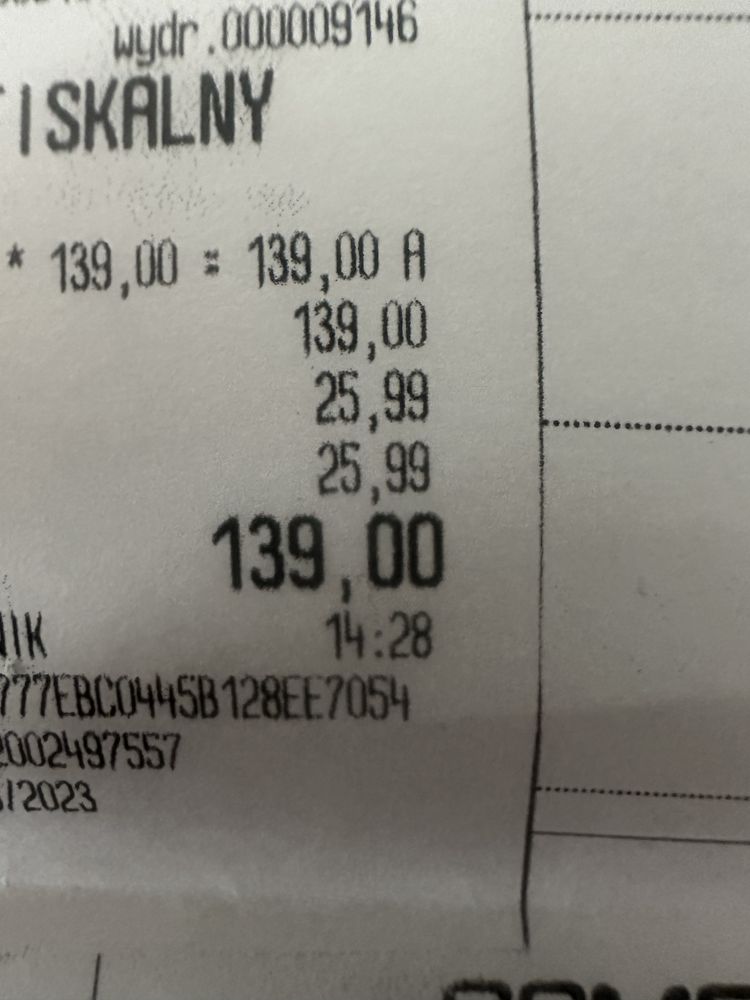 wydr.000009146
ISKALNY
* 139,00 = 139,00 A
139,00
25,99
25,99
139,00
NIK 14:28
777EBC0445B128EE7054
2002497557
/2023